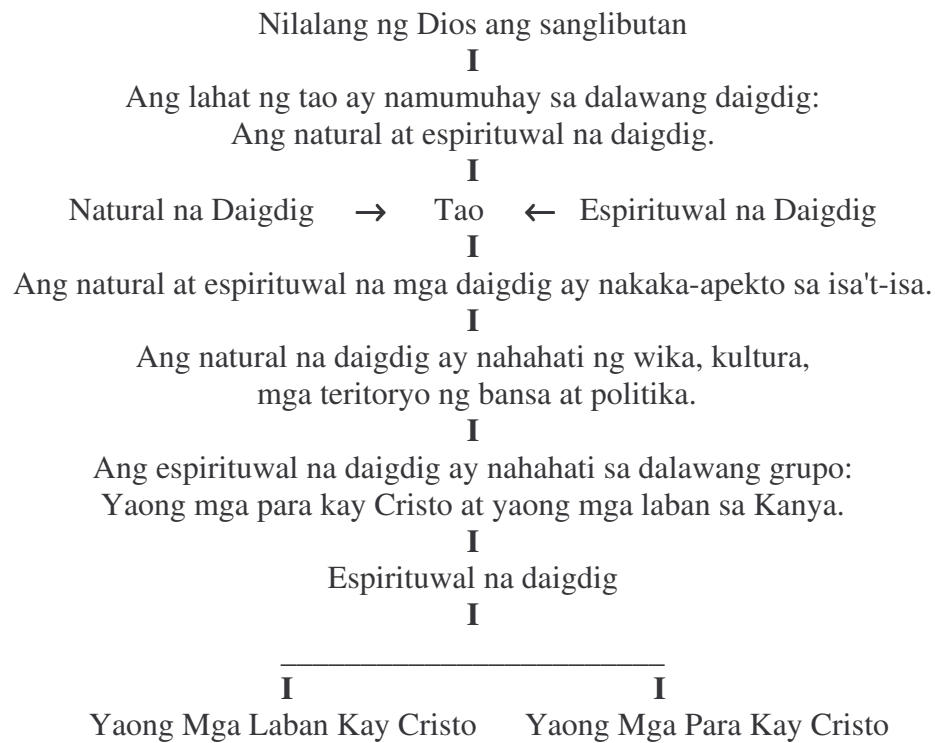 Nilalang ng Dios ang sanglibutan
I
Ang lahat ng tao ay namumuhay sa dalawang daigdig:
Ang natural at espirituwal na daigdig.
I
Natural na Daigdig → Tao ← Espirituwal na Daigdig
I
Ang natural at espirituwal na mga daigdig ay nakaka-apekto sa isa't-isa.
I
Ang natural na daigdig ay nahahati ng wika, kultura,
mga teritoryo ng bansa at politika.
I
Ang espirituwal na daigdig ay nahahati sa dalawang grupo:
Yaong mga para kay Cristo at yaong mga laban sa Kanya.
I
Espirituwal na daigdig
I
________________________
I I
Yaong Mga Laban Kay Cristo Yaong Mga Para Kay Cristo